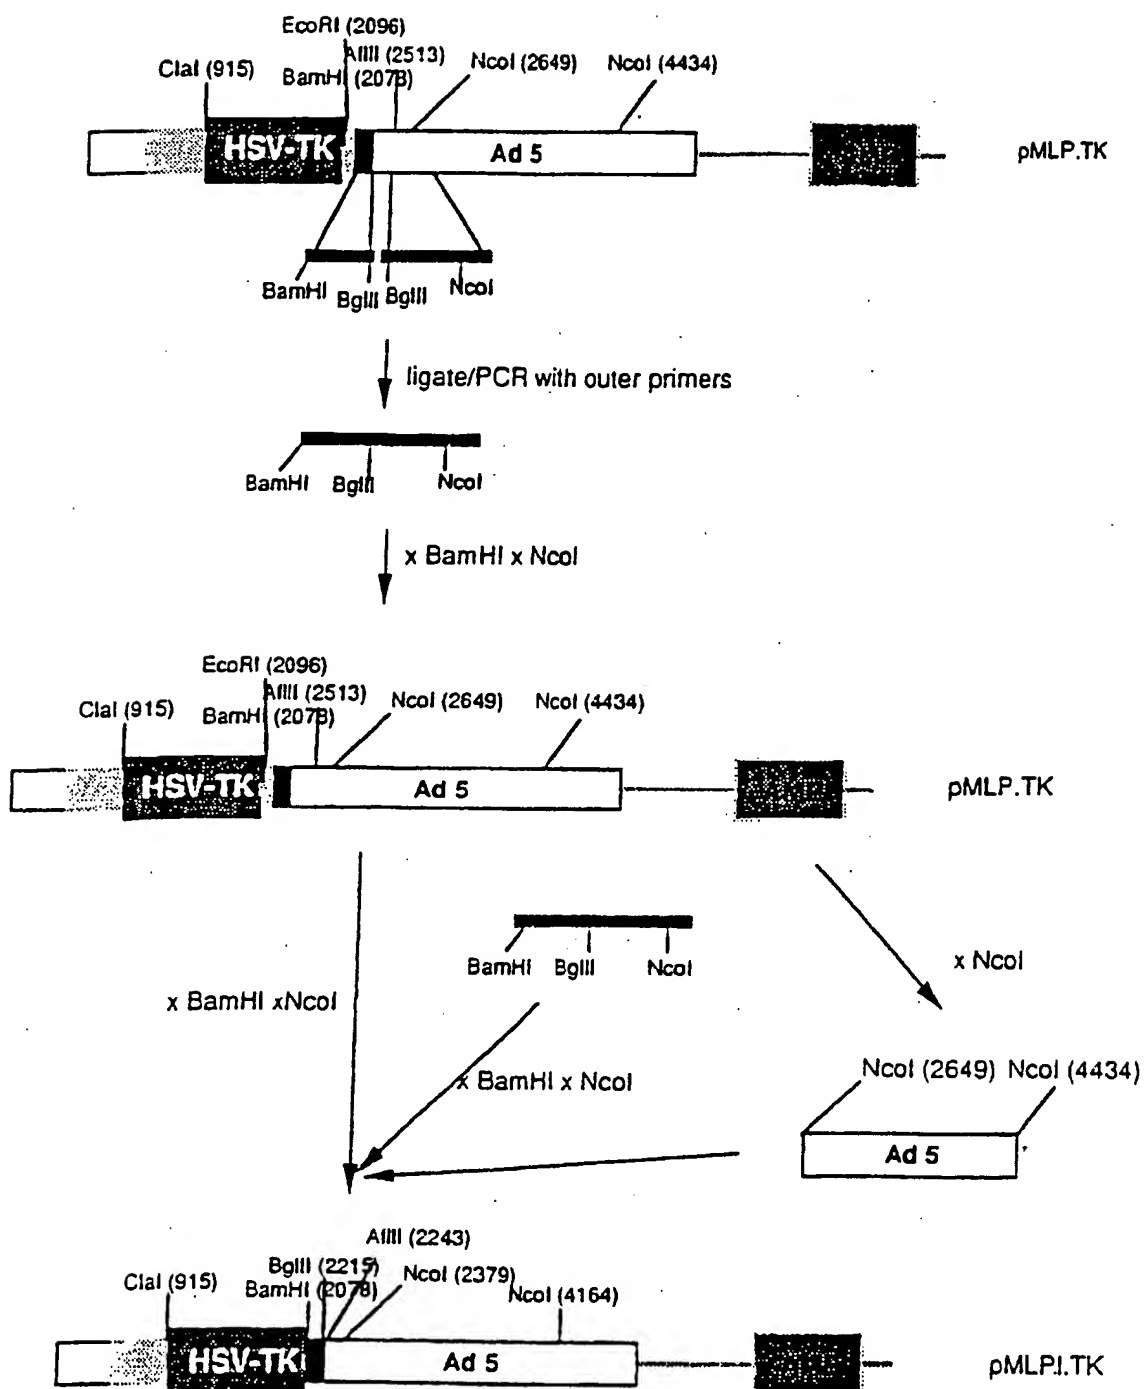 EcoRI (2096)
AflIII (2513)
ClaI (915)
BamHI (2078)
NcoI (2649)
NcoI (4434)
HSV-TK
Ad 5
pMLP.TK
BamHI
BglII
BglII
NcoI
ligate/PCR with outer primers
BamHI
BglII
NcoI
x BamHI x NcoI
EcoRI (2096)
AflIII (2513)
ClaI (915)
BamHI (2078)
NcoI (2649)
NcoI (4434)
HSV-TK
Ad 5
pMLP.TK
BamHI
BglII
NcoI
x NcoI
x BamHI xNcoI
x BamHI x NcoI
NcoI (2649)
NcoI (4434)
Ad 5
AflIII (2243)
BglII (2215)
NcoI (2379)
ClaI (915)
BamHI (2078)
NcoI (4164)
HSV-TK
Ad 5
pMLP.I.TK